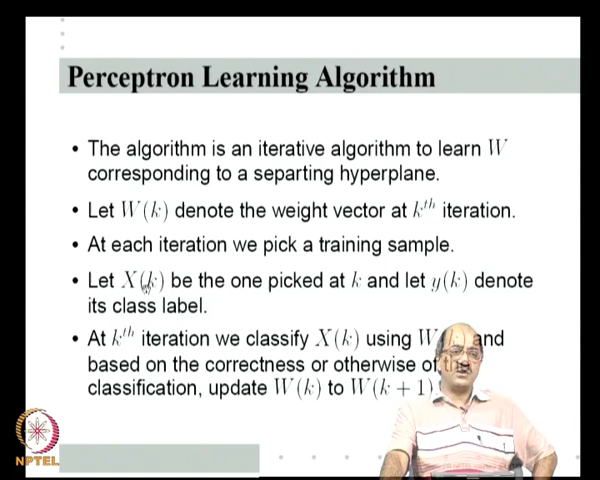 Perceptron Learning Algorithm
• The algorithm is an iterative algorithm to learn W
corresponding to a separting hyperplane.
• Let W(k) denote the weight vector at kth iteration.
• At each iteration we pick a training sample.
• Let X(k) be the one picked at k and let y(k) denote
its class label.
• At kth iteration we classify X(k) using W and
based on the correctness or otherwise of
classification, update W(k) to W(k + 1)
NPTEL